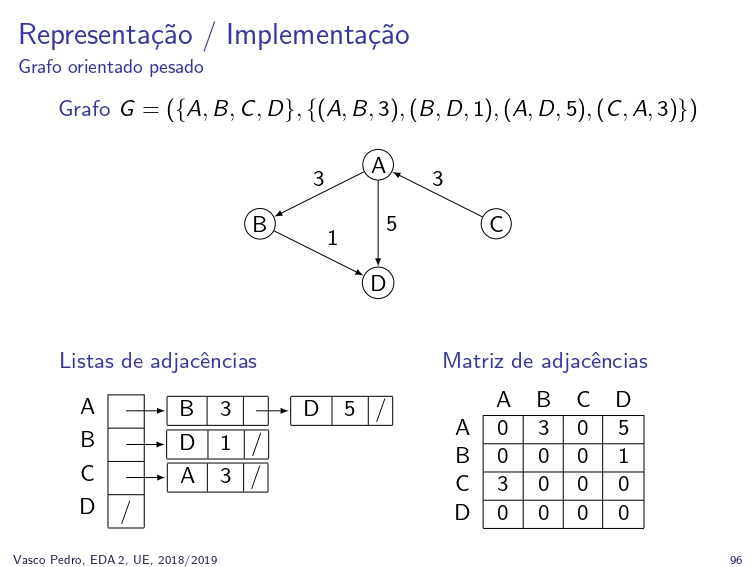 Representação / Implementação
Grafo orientado pesado
Grafo G = ({A, B, C, D}, {(A, B, 3), (B, D, 1), (A, D, 5), (C, A, 3)})
A
3 3
B 5 C
1
D
Listas de adjacências
A B 3 D 5 /
B D 1 /
C A 3 /
D /
Matriz de adjacências
A B C D
A 0 3 0 5
B 0 0 0 1
C 3 0 0 0
D 0 0 0 0
Vasco Pedro, EDA 2, UE, 2018/2019
96